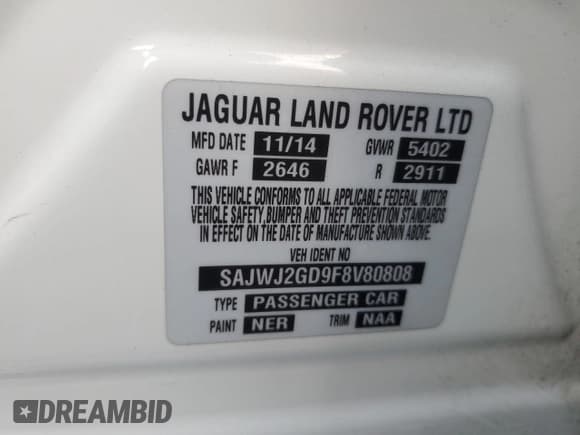 JAGUAR LAND ROVER LTD
MFD DATE 11/14 GVWR 5402
GAWR F 2646 R 2911
THIS VEHICLE CONFORMS TO ALL APPLICABLE FEDERAL MOTOR
VEHICLE SAFETY,BUMPER AND THEFT PREVENTION STANDARDS
IN EFFECT ON THE DATE OF MANUFACTURE SHOWN ABOVE.
VEH IDENT NO
SAJWJ2GD9F8V80808
TYPE PASSENGER CAR
PAINT NER TRIM NAA
DREAMBID